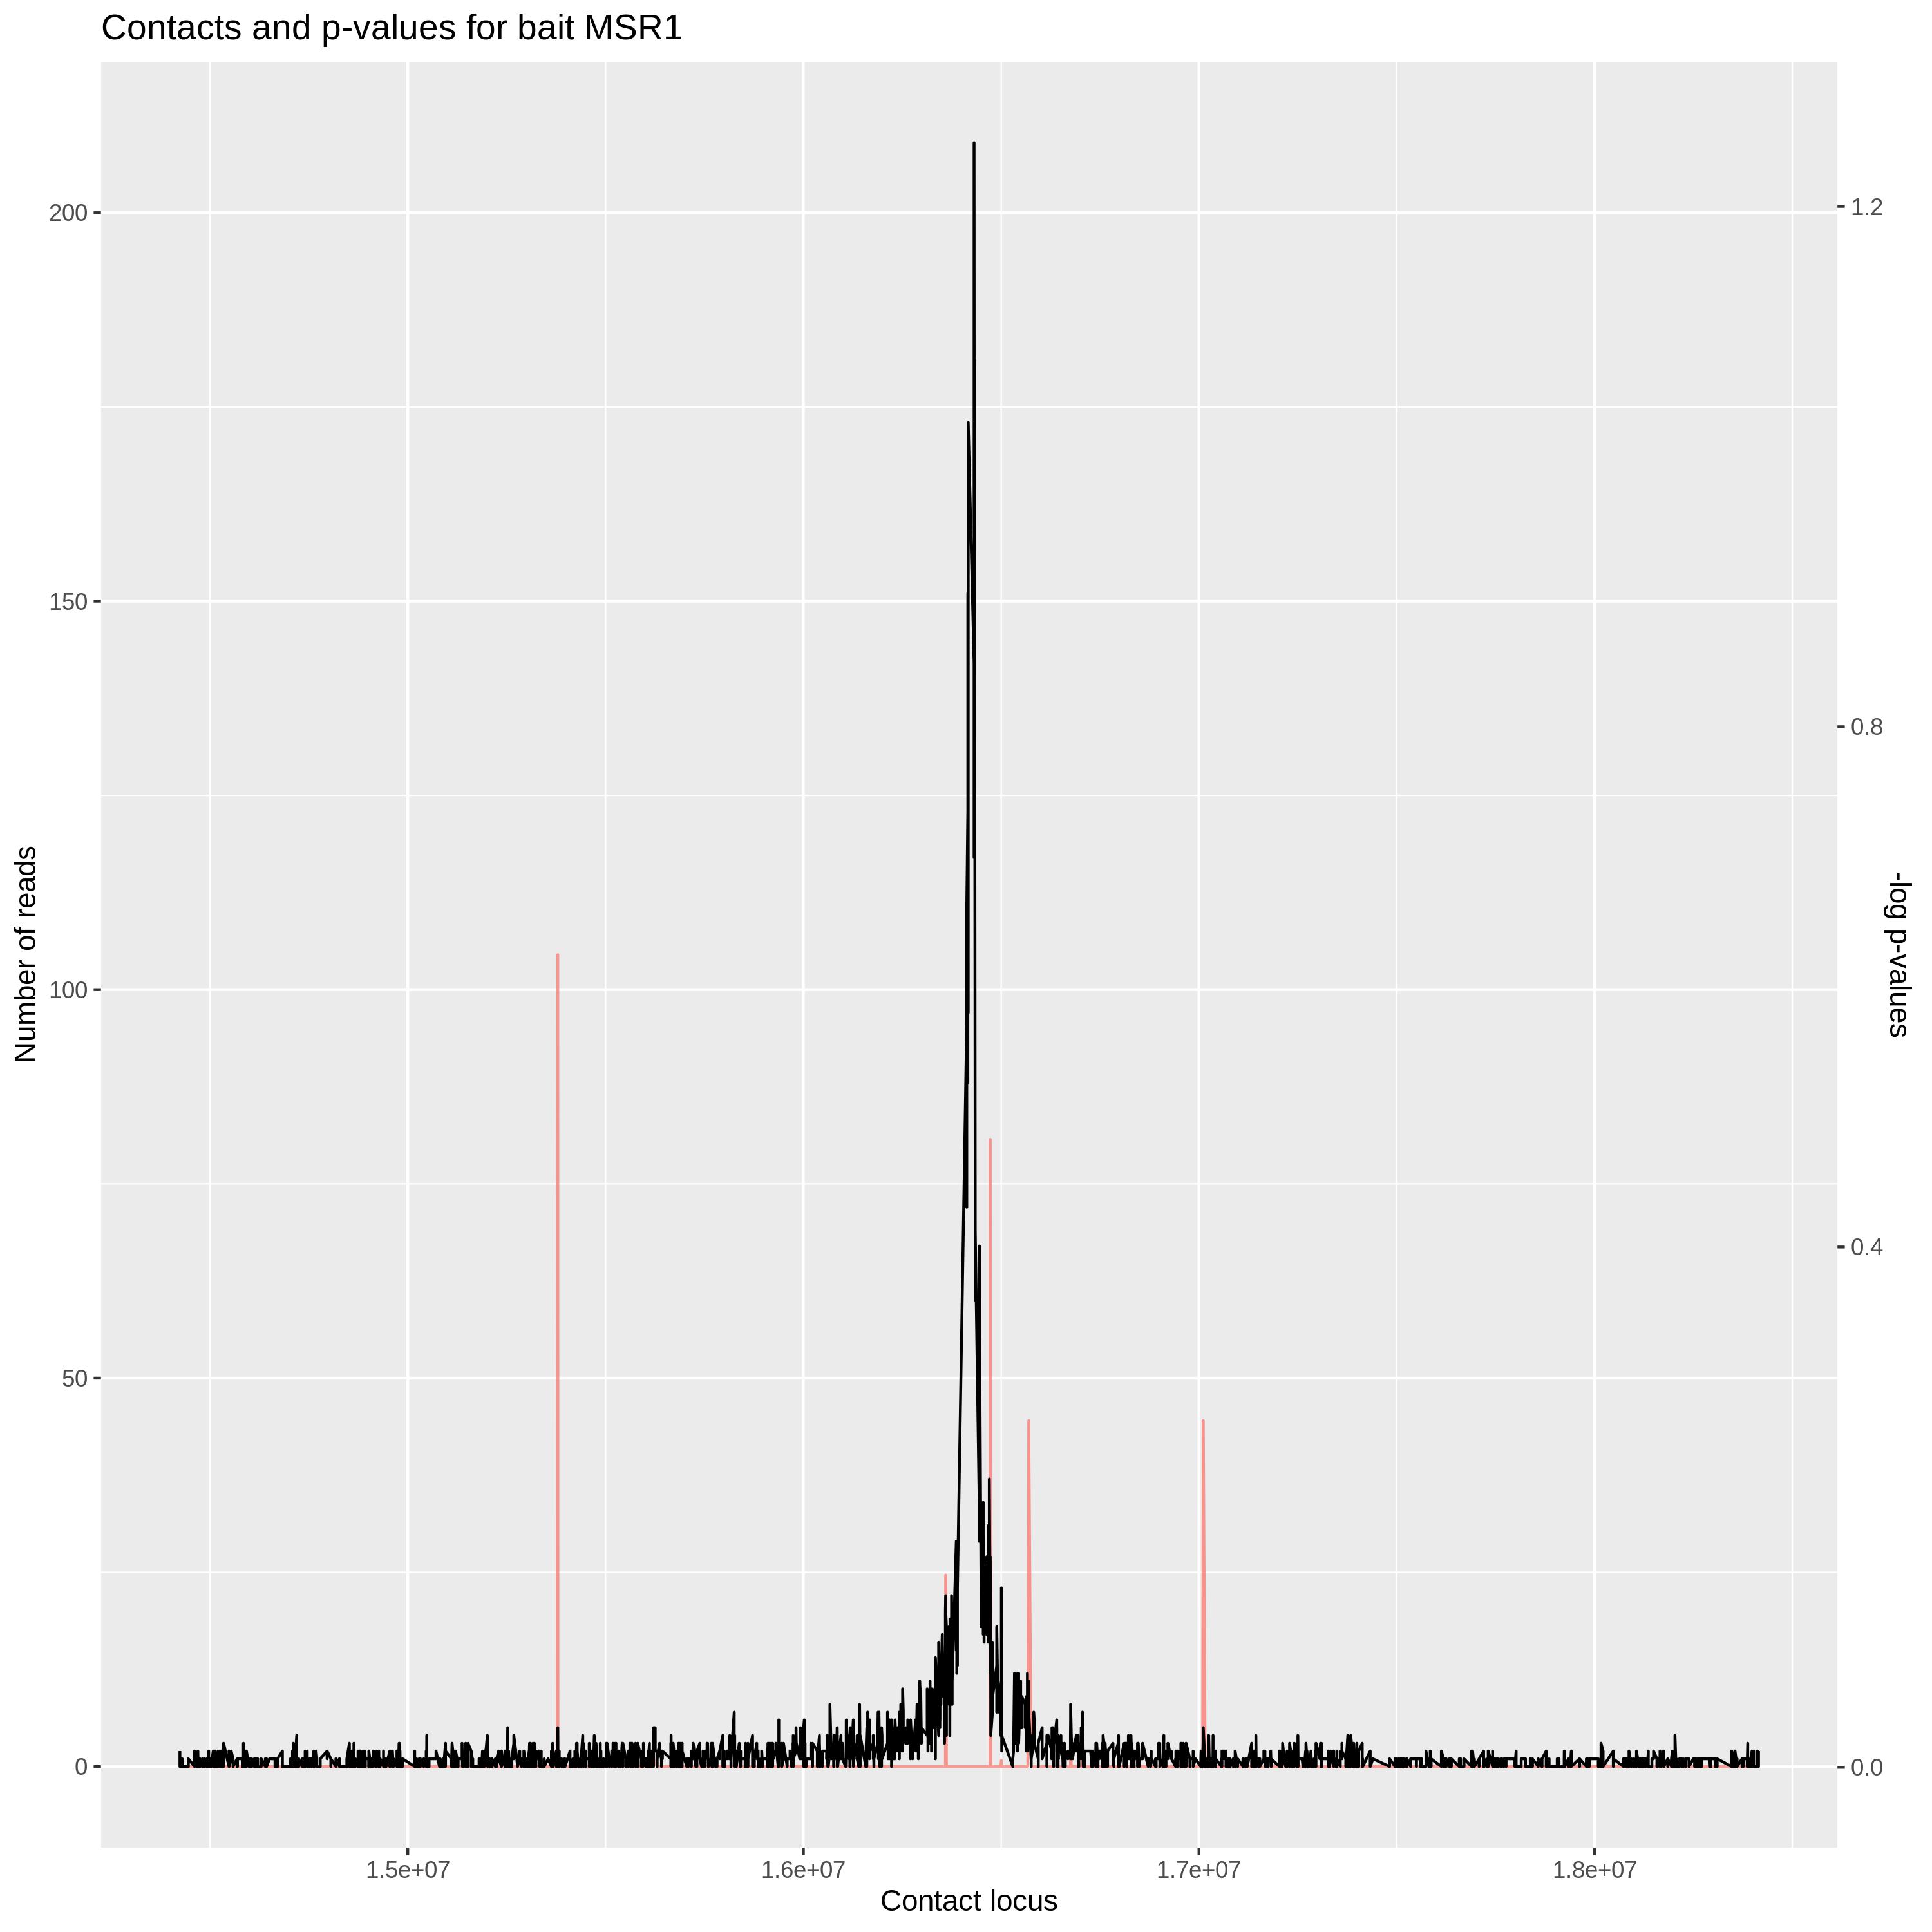 Contacts and p-values for bait MSR1
200
150
100
50
0
Number of reads
1.2
0.8
0.4
0.0
-log p-values
1.5e+07
1.6e+07
1.7e+07
1.8e+07
Contact locus